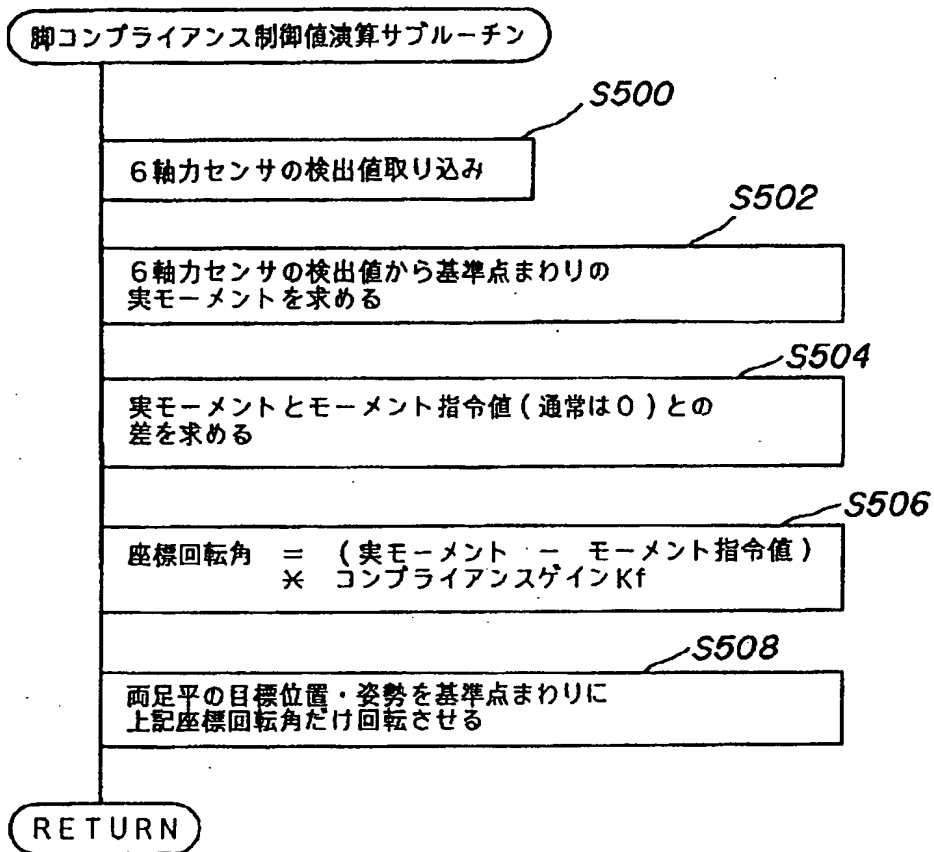 脚コンプライアンス制御値演算サブルーチン
S500
6軸力センサの検出値取り込み
S502
6軸力センサの検出値から基準点まわりの
実モーメントを求める
S504
実モーメントとモーメント指令値(通常は0)との
差を求める
S506
座標回転角 = (実モーメント - モーメント指令値)
* コンプライアンスゲインKf
S508
両足平の目標位置・姿勢を基準点まわりに
上記座標回転角だけ回転させる
RETURN